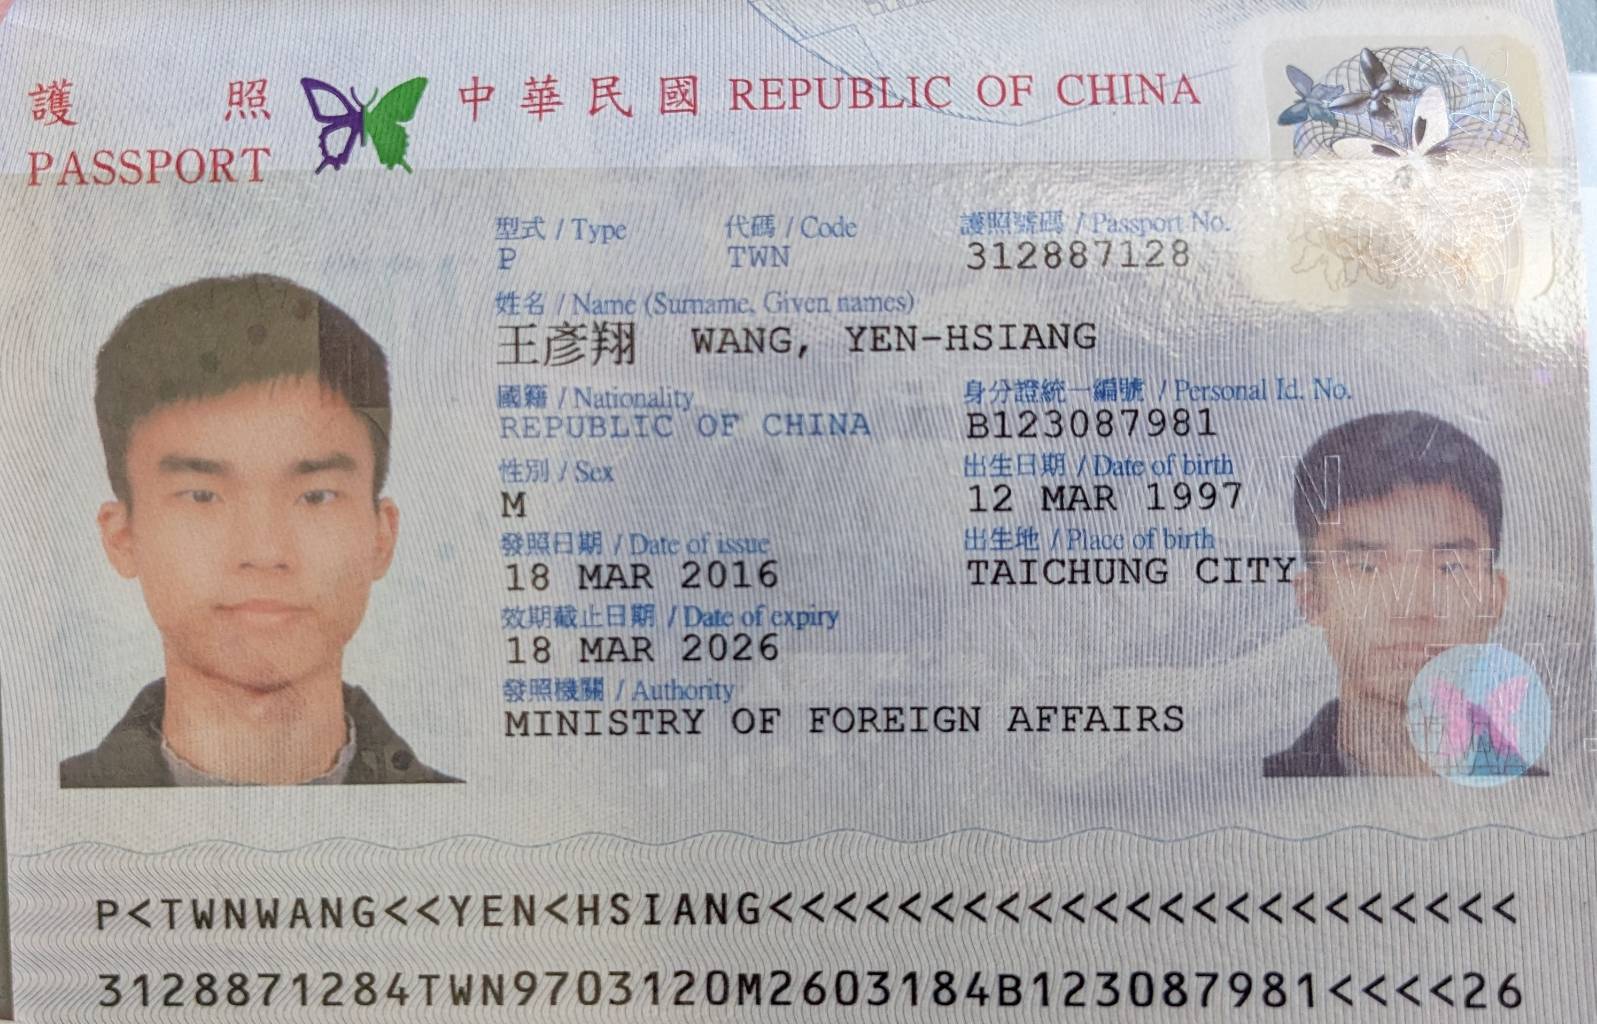 護 照 中華民國 REPUBLIC OF CHINA
PASSPORT
型式 / Type 代碼 / Code 護照號碼 / Passport No.
P TWN 312887128
姓名 / Name (Surname, Given names)
王彥翔 WANG, YEN-HSIANG
國籍 / Nationality 身分證統一編號 / Personal Id. No.
REPUBLIC OF CHINA B123087981
性別 / Sex 出生日期 / Date of birth
M 12 MAR 1997
發照日期 / Date of issue 出生地 / Place of birth
18 MAR 2016 TAICHUNG CITY
效期截止日期 / Date of expiry
18 MAR 2026
發照機關 / Authority
MINISTRY OF FOREIGN AFFAIRS
P<TWNWANG<<YEN<HSIANG<<<<<<<<<<<<<<<<<<<<<<<
3128871284TWN9703120M2603184B123087981<<<<26